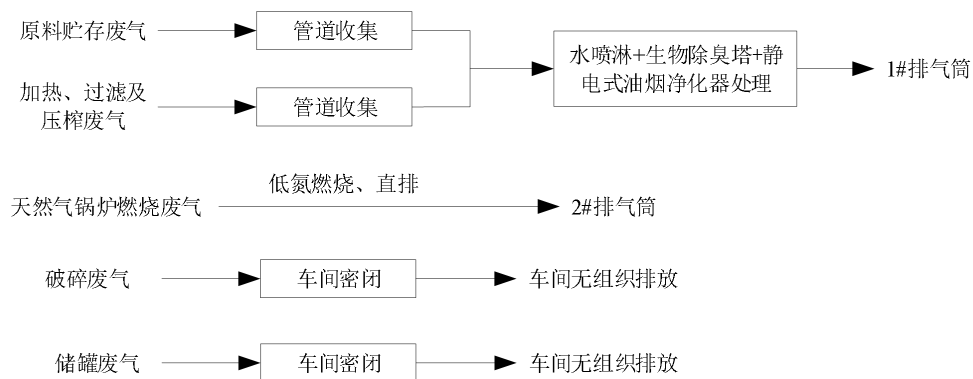 原料贮存废气
管道收集
加热、过滤及
压榨废气
管道收集
水喷淋+生物除臭塔+静
电式油烟净化器处理
1#排气筒
天然气锅炉燃烧废气
低氮燃烧、直排
2#排气筒
破碎废气
车间密闭
车间无组织排放
储罐废气
车间密闭
车间无组织排放